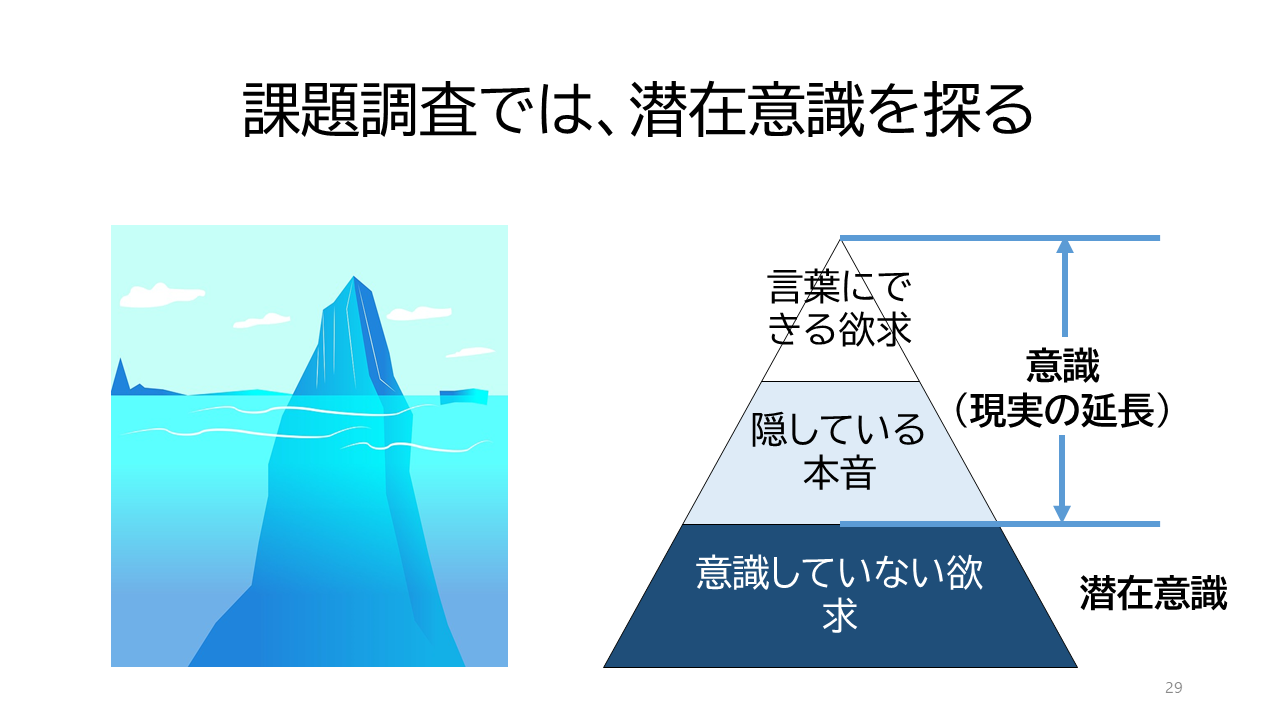 課題調査では、潜在意識を探る
言葉にで
きる欲求
隠している
本音
意識していない欲
求
意識
（現実の延長）
潜在意識
29